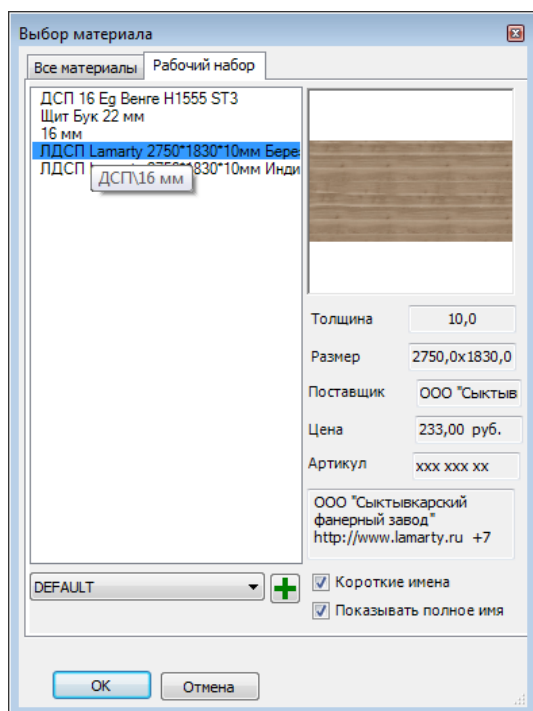 Выбор материала
Все материалы
Рабочий набор
ДСП 16 Eg Венге H1555 ST3
Щит Бук 22 мм
16 мм
ЛДСП Lamarty 2750*1830*10мм Бере
ЛДСП 2750*1830*10мм Инди
ДСП\16 мм
Толщина 10,0
Размер 2750,0x1830,0
Поставщик ООО "Сыктыв
Цена 233,00 руб.
Артикул xxx xxx xx
ООО "Сыктывкарский
фанерный завод"
http://www.lamarty.ru +7
DEFAULT
Короткие имена
Показывать полное имя
OK
Отмена